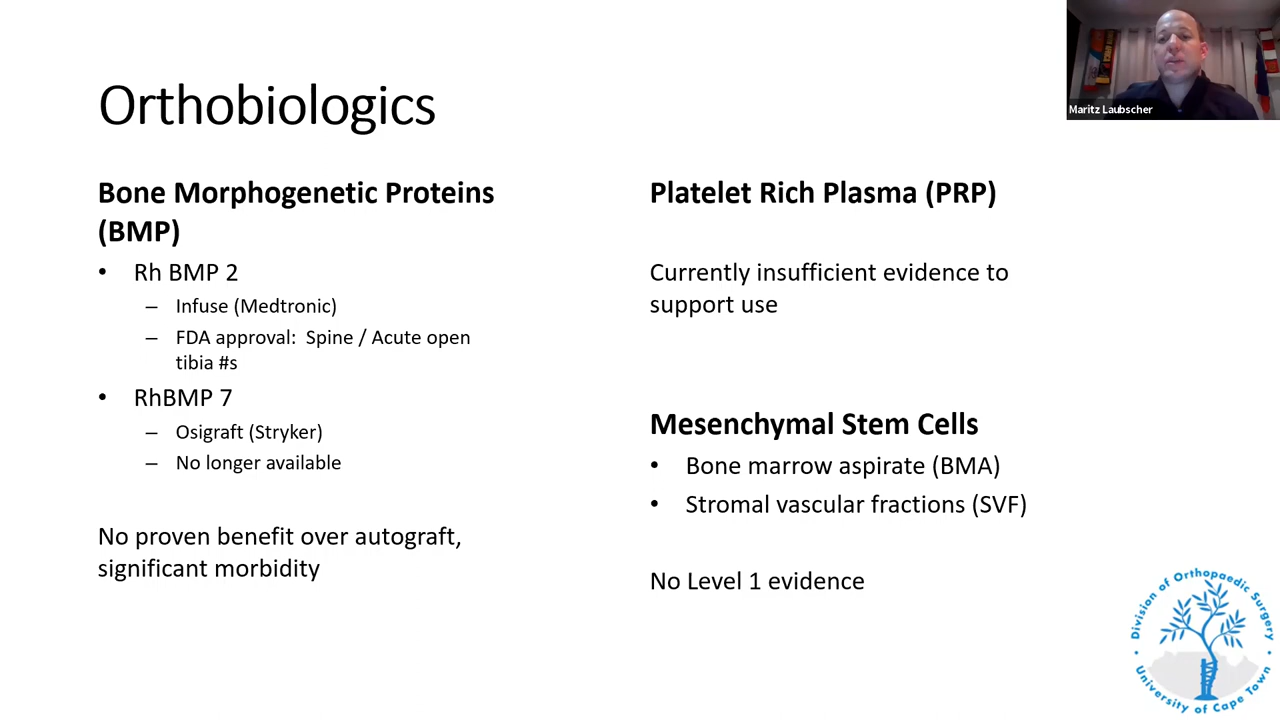 Maritz Laubscher
Orthobiologics
Bone Morphogenetic Proteins
(BMP)
• Rh BMP 2
– Infuse (Medtronic)
– FDA approval:  Spine / Acute open
tibia #s
• RhBMP 7
– Osigraft (Stryker)
– No longer available
No proven benefit over autograft,
significant morbidity
Platelet Rich Plasma (PRP)
Currently insufficient evidence to
support use
Mesenchymal Stem Cells
• Bone marrow aspirate (BMA)
• Stromal vascular fractions (SVF)
No Level 1 evidence
Division of Orthopaedic Surgery
• University of Cape Town •